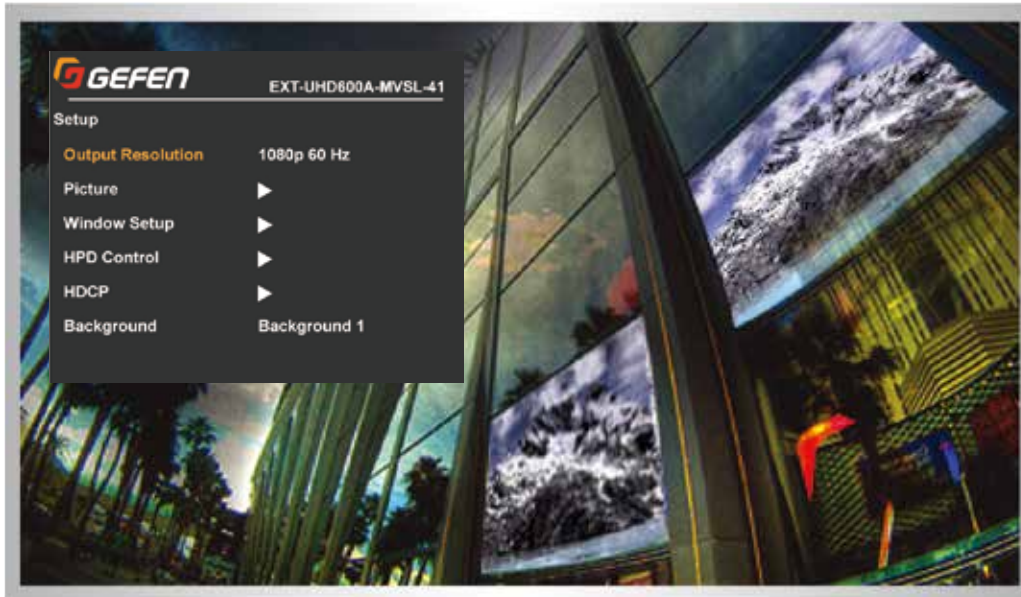 GEFEN
EXT-UHD600A-MVSL-41
Setup
Output Resolution 1080p 60 Hz
Picture
Window Setup
HPD Control
HDCP
Background Background 1